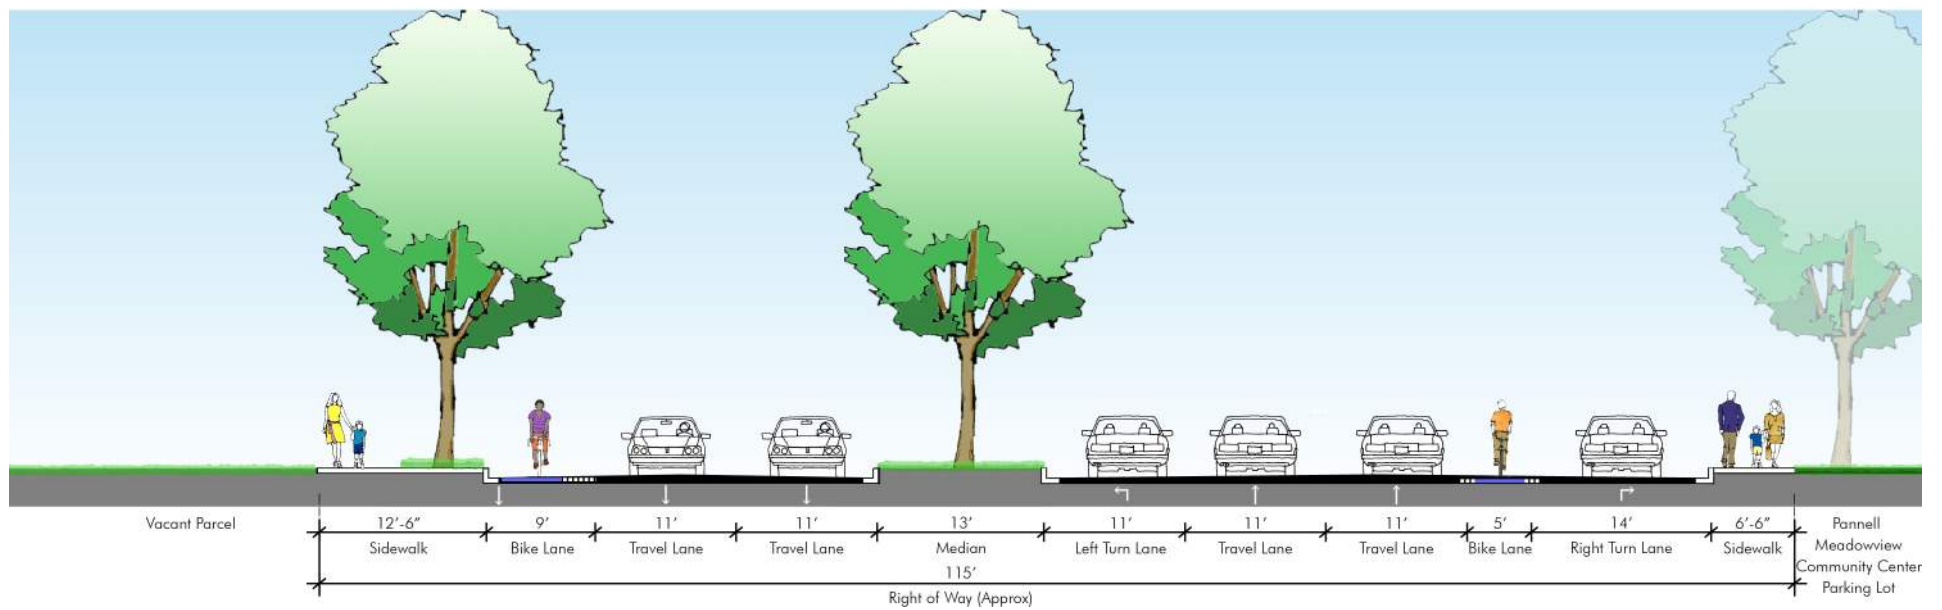 Vacant Parcel
12'-6" 9' 11' 11' 13' 11' 11' 11' 5' 14' 6'-6" Pannell
Sidewalk Bike Lane Travel Lane Travel Lane Median Left Turn Lane Travel Lane Travel Lane Bike Lane Right Turn Lane Sidewalk Meadowview
115' Community Center
Right of Way (Approx) Parking Lot